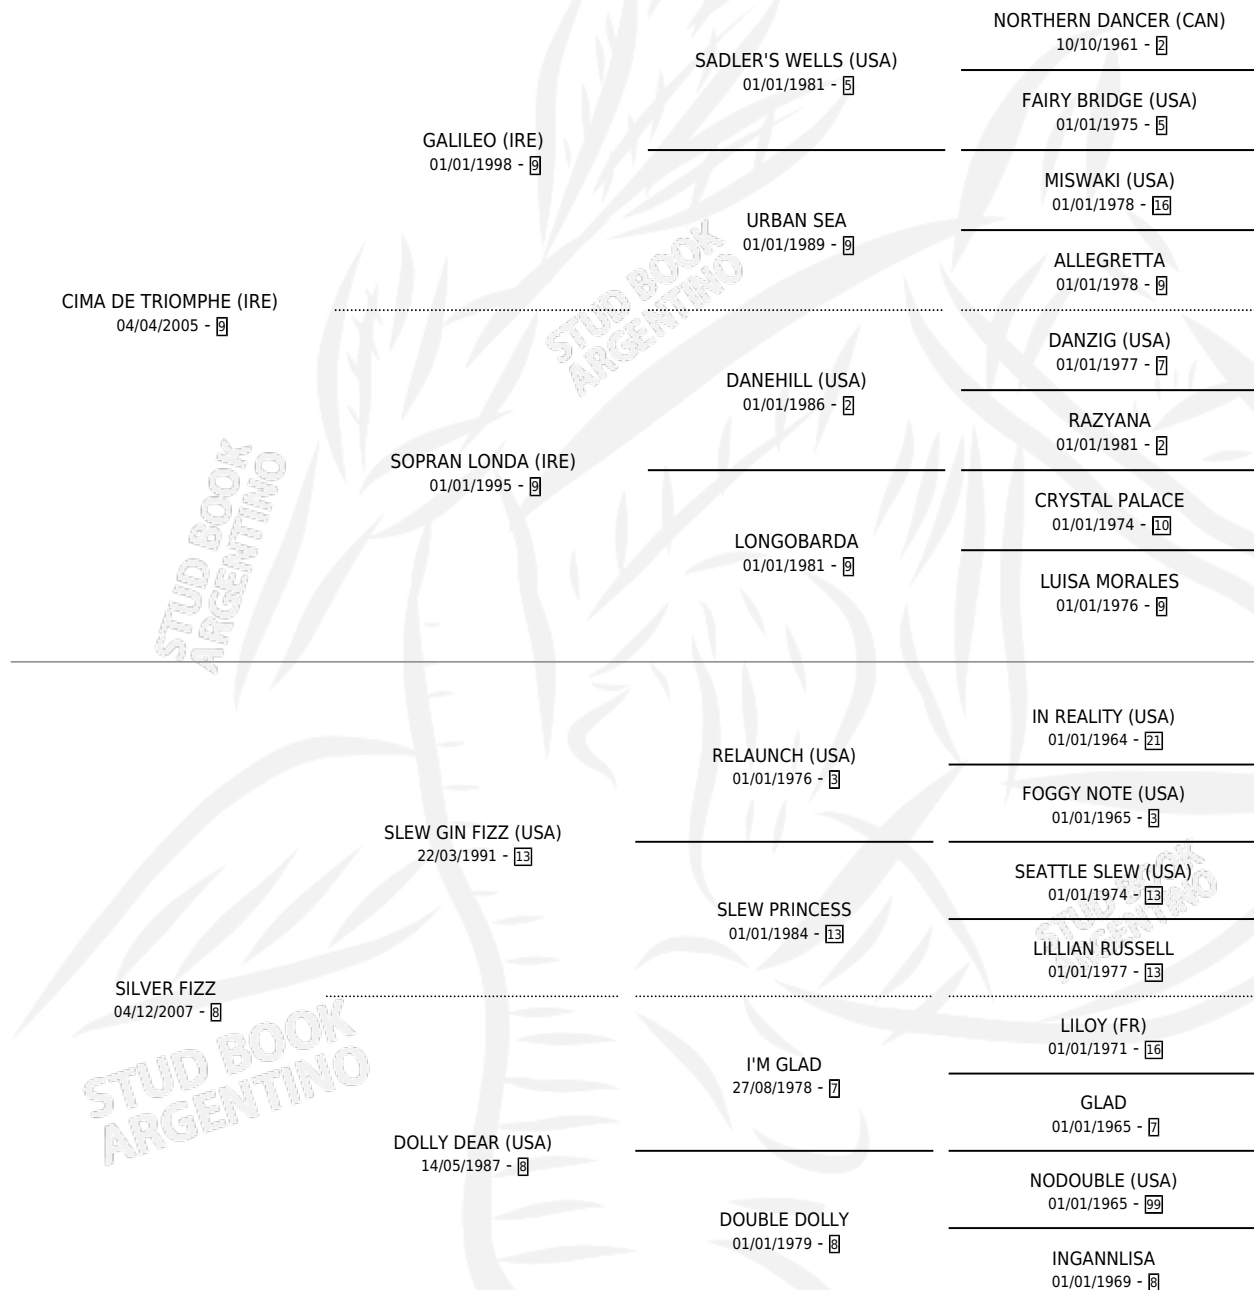 NORTHERN DANCER (CAN)
10/10/1961 - 2
SADLER'S WELLS (USA)
01/01/1981 - 5
FAIRY BRIDGE (USA)
01/01/1975 - 5
GALILEO (IRE)
01/01/1998 - 9
MISWAKI (USA)
01/01/1978 - 16
URBAN SEA
01/01/1989 - 9
ALLEGRETTA
01/01/1978 - 9
CIMA DE TRIOMPHE (IRE)
04/04/2005 - 9
STUD BOOK
ARGENTINO
DANZIG (USA)
01/01/1977 - 7
DANEHILL (USA)
01/01/1986 - 2
RAZYANA
01/01/1981 - 2
SOPRAN LONDA (IRE)
01/01/1995 - 9
CRYSTAL PALACE
01/01/1974 - 10
LONGOBARDA
01/01/1981 - 9
LUISA MORALES
01/01/1976 - 9
STUD BOOK
ARGENTINO
IN REALITY (USA)
01/01/1964 - 21
RELAUNCH (USA)
01/01/1976 - 3
FOGGY NOTE (USA)
01/01/1965 - 3
SLEW GIN FIZZ (USA)
22/03/1991 - 13
SEATTLE SLEW (USA)
01/01/1974 - 13
STUD BOOK
ARGENTINO
SLEW PRINCESS
01/01/1984 - 13
LILLIAN RUSSELL
01/01/1977 - 13
SILVER FIZZ
04/12/2007 - 8
STUD BOOK
ARGENTINO
LILOY (FR)
01/01/1971 - 16
I'M GLAD
27/08/1978 - 7
GLAD
01/01/1965 - 7
DOLLY DEAR (USA)
14/05/1987 - 8
NODOUBLE (USA)
01/01/1965 - 99
DOUBLE DOLLY
01/01/1979 - 8
INGANNLISA
01/01/1969 - 8